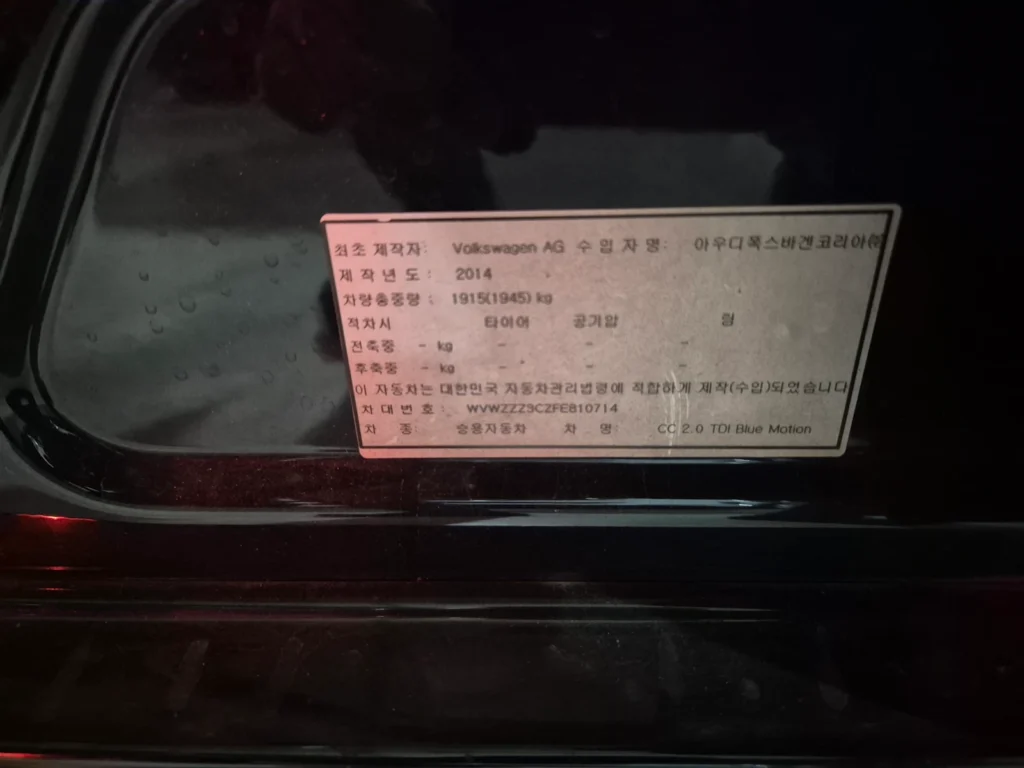 최초 제작자: Volkswagen AG 수 입 자 명: 아우디폭스바겐코리아㈜
제 작 년 도 : 2014
차량총중량 : 1915(1945) kg
적차시 타이어 공기압 림
전축중 - kg - - -
후축중 - kg - - -
이 자동차는 대한민국 자동차관리법령에 적합하게 제작(수입)되었습니다
차 대 번 호 : WVWZZZ3CZFE810714
차 종: 승용자동차 차 명: CC 2.0 TDI Blue Motion